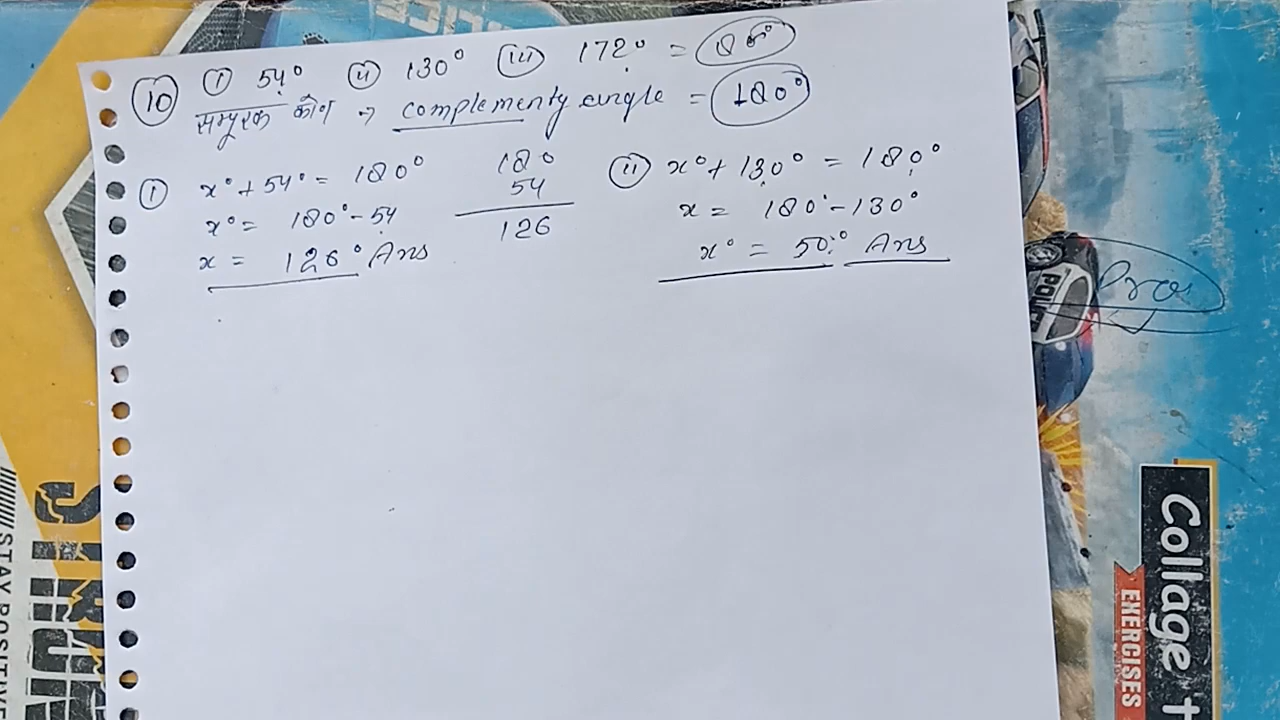 10 (i) 54° (ii) 130° (iii) 172° =
सम्पूरक कोण → complementy angle = 180°
(i) x° + 54° = 180°
x° = 180° - 54
x = 126° Ans
180
54
126
(ii) x° + 130° = 180°
x = 180° - 130°
x° = 50° Ans
POLICE
Collage
EXERCISES
STAY POSITIVE